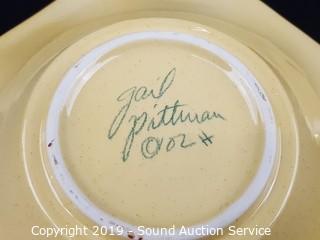 gail
pittman
©02 H
Copyright 2019 - Sound Auction Service